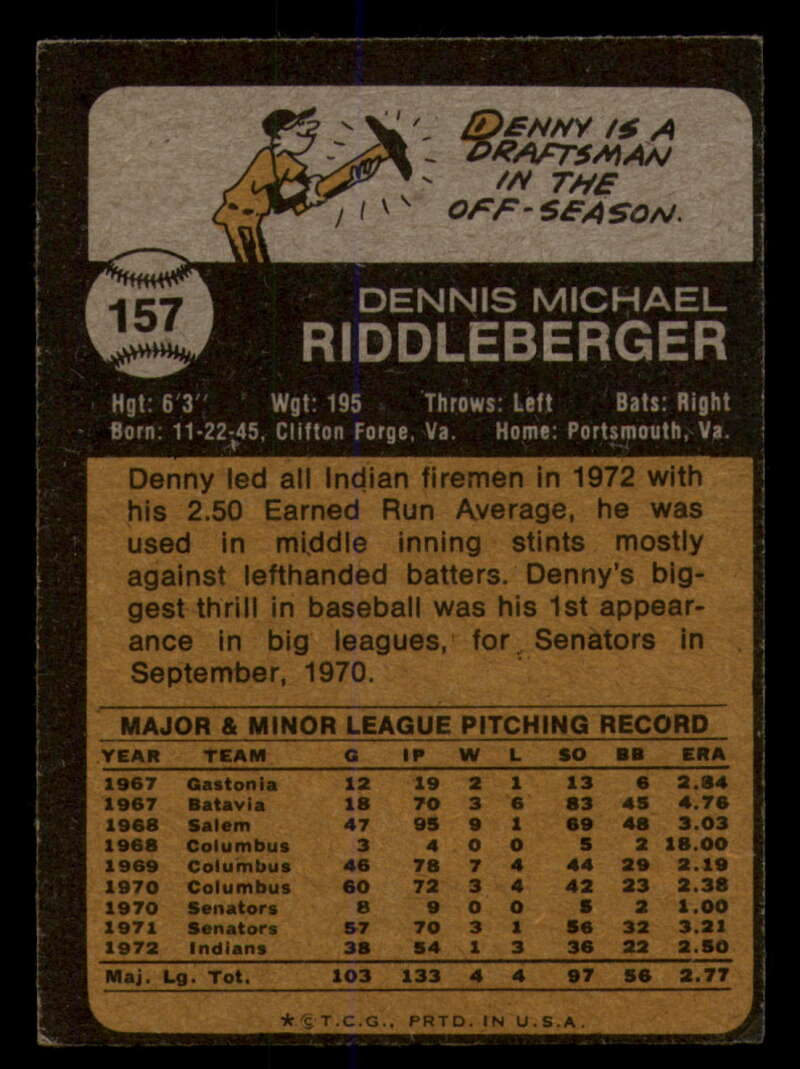 DENNY IS A
DRAFTSMAN
IN THE
OFF-SEASON.
157
DENNIS MICHAEL
RIDDLEBERGER
Hgt: 6'3" Wgt: 195 Throws: Left Bats: Right
Born: 11-22-45, Clifton Forge, Va. Home: Portsmouth, Va.
Denny led all Indian firemen in 1972 with
his 2.50 Earned Run Average, he was
used in middle inning stints mostly
against lefthanded batters. Denny's big-
gest thrill in baseball was his 1st appear-
ance in big leagues, for Senators in
September, 1970.
MAJOR & MINOR LEAGUE PITCHING RECORD
YEAR TEAM G IP W L SO BB ERA
1967 Gastonia 12 19 2 1 13 6 2.84
1967 Batavia 18 70 3 6 83 45 4.76
1968 Salem 47 95 9 1 69 48 3.03
1968 Columbus 3 4 0 0 5 2 18.00
1969 Columbus 46 78 7 4 44 29 2.19
1970 Columbus 60 72 3 4 42 23 2.38
1970 Senators 8 9 0 0 5 2 1.00
1971 Senators 57 70 3 1 56 32 3.21
1972 Indians 38 54 1 3 36 22 2.50
Maj. Lg. Tot. 103 133 4 4 97 56 2.77
*© T.C.G., PRTD. IN U.S.A.